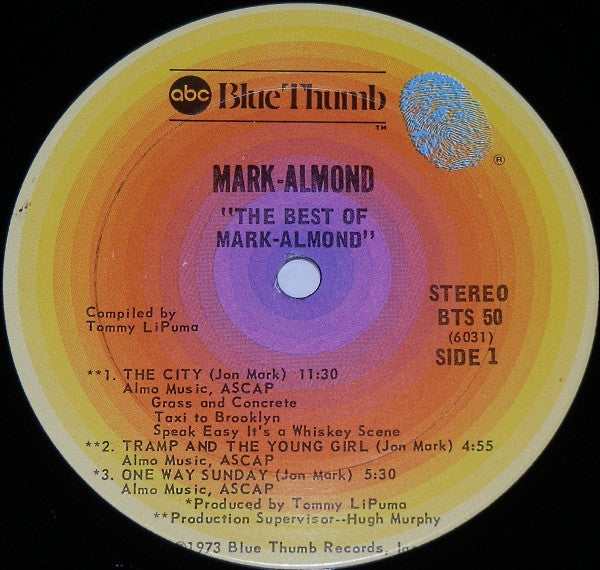 abc Blue Thumb
TM
®
MARK-ALMOND
"THE BEST OF
MARK-ALMOND"
Compiled by
Tommy LiPuma
STEREO
BTS 50
(6031)
SIDE 1
**1. THE CITY (Jon Mark) 11:30
Almo Music, ASCAP
Grass and Concrete
Taxi to Brooklyn
Speak Easy It's a Whiskey Scene
**2. TRAMP AND THE YOUNG GIRL (Jon Mark) 4:55
Almo Music, ASCAP
*3. ONE WAY SUNDAY (Jon Mark) 5:30
Almo Music, ASCAP
*Produced by Tommy LiPuma
**Production Supervisor--Hugh Murphy
©1973 Blue Thumb Records, Inc